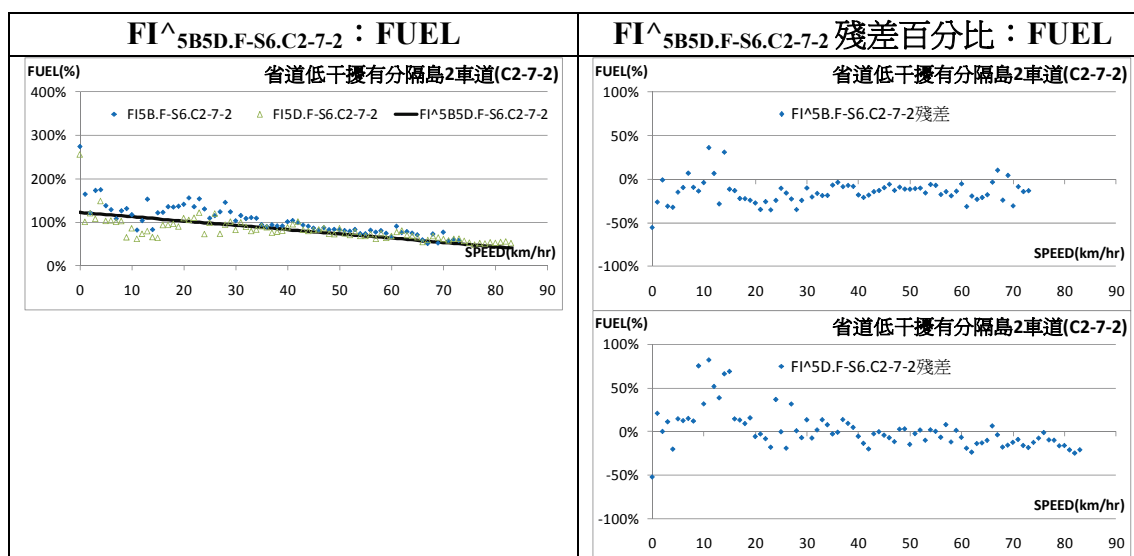 FI^5B5D.F-S6.C2-7-2：FUEL
FI^5B5D.F-S6.C2-7-2 殘差百分比：FUEL
FUEL(%)
省道低干擾有分隔島2車道(C2-7-2)
400%
FI5B.F-S6.C2-7-2 FI5D.F-S6.C2-7-2 FI^5B5D.F-S6.C2-7-2
300%
200%
100%
SPEED(km/hr)
0%
0 10 20 30 40 50 60 70 80 90
FUEL(%)
省道低干擾有分隔島2車道(C2-7-2)
100%
FI^5B.F-S6.C2-7-2殘差
50%
0%
-50%
SPEED(km/hr)
-100%
0 10 20 30 40 50 60 70 80 90
FUEL(%)
省道低干擾有分隔島2車道(C2-7-2)
100%
FI^5D.F-S6.C2-7-2殘差
50%
0%
-50%
SPEED(km/hr)
-100%
0 10 20 30 40 50 60 70 80 90